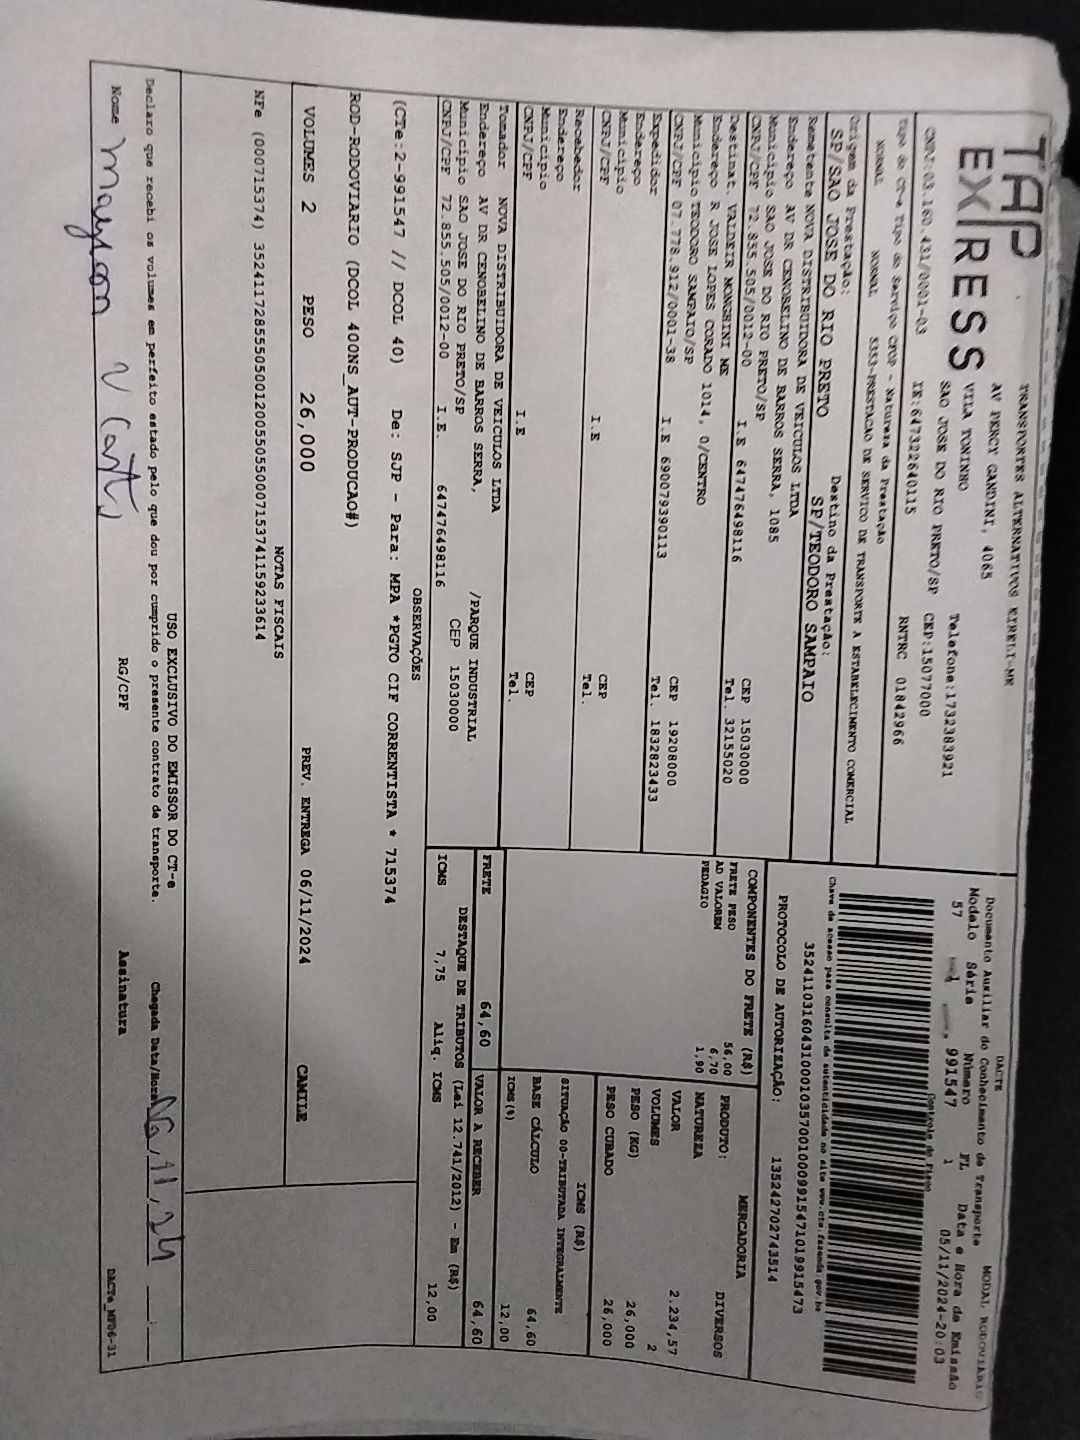 TAP
EXPRESS
TRANSPORTES ALTERNATIVOS EIRELI-ME
AV PERCY GANDINI, 4065
VILA TONINHO Telefone:1732383921
SAO JOSE DO RIO PRETO/SP CEP:15077000
CNPJ:03.160.431/0001-03 IE:647322640115 RNTRC 01842966
Tipo do CT-e Tipo do Serviço CFOP - Natureza da Prestação
NORMAL NORMAL 5353-PRESTACAO DE SERVICO DE TRANSPORTE A ESTABELECIMENTO COMERCIAL
Origem da Prestação: Destino da Prestação:
SP/SAO JOSE DO RIO PRETO SP/TEODORO SAMPAIO
Remetente NOVA DISTRIBUIDORA DE VEICULOS LTDA
Endereço AV DR CENOBELINO DE BARROS SERRA, 1085
Municipio SAO JOSE DO RIO PRETO/SP CEP 15030000
CNPJ/CPF 72.855.505/0012-00 I.E 647476498116 Tel. 32155020
Destinat. VALDEIR MONGHINI ME
Endereço R JOSE LOPES CORADO 1014, 0/CENTRO
Municipio TEODORO SAMPAIO/SP CEP 19208000
CNPJ/CPF 07.778.912/0001-38 I.E 690079390113 Tel. 1832823433
Expedidor
Endereço
Municipio CEP
CNPJ/CPF I.E Tel.
Recebedor
Endereço
Municipio CEP
CNPJ/CPF I.E Tel.
Tomador NOVA DISTRIBUIDORA DE VEICULOS LTDA
Endereço AV DR CENOBELINO DE BARROS SERRA, /PARQUE INDUSTRIAL
Municipio SAO JOSE DO RIO PRETO/SP CEP 15030000
CNPJ/CPF 72.855.505/0012-00 I.E. 647476498116
DACTE MODAL RODOVIÁRIO
Documento Auxiliar do Conhecimento de Transporte
Modelo Série Número FL Data e Hora de Emissão
57 1 991547 1 05/11/2024-20:03
Controle do Fisco
Chave de acesso para consulta de autenticidade no site www.cte.fazenda.gov.br
35241103160431000103570010009915471019915473
PROTOCOLO DE AUTORIZAÇÃO: 135242702743514
COMPONENTES DO FRETE (R$)
FRETE PESO 56,00
AD VALOREM 6,70
PEDAGIO 1,90
MERCADORIA
PRODUTO: DIVERSOS
NATUREZA
VALOR 2.234,57
VOLUMES 2
PESO (KG) 26,000
PESO CUBADO 26,000
ICMS (R$)
SITUAÇÃO 00-TRIBUTADA INTEGRALMENTE
BASE CÁLCULO 64,60
ICMS(%) 12,00
FRETE 64,60 VALOR A RECEBER 64,60
DESTAQUE DE TRIBUTOS (Lei 12.741/2012) - Em (R$)
ICMS 7,75 Aliq. ICMS 12,00
OBSERVAÇÕES
(CTe:2-991547 // DCOL 40) De: SJP - Para: MPA *PGTO CIF CORRENTISTA * 715374
ROD-RODOVIARIO (DCOL 40ONS_AUT-PRODUCAO#)
VOLUMES 2 PESO 26,000 PREV. ENTREGA 06/11/2024 CAMILE
NOTAS FISCAIS
NFe (000715374) 35241172855505001200550550007153741159233614
USO EXCLUSIVO DO EMISSOR DO CT-e
Declaro que recebi os volumes em perfeito estado pelo que dou por cumprido o presente contrato de transporte. Chegada Data/Hora 06,11,24 __:__
Nome RG/CPF Assinatura
DACTe_MF06-31